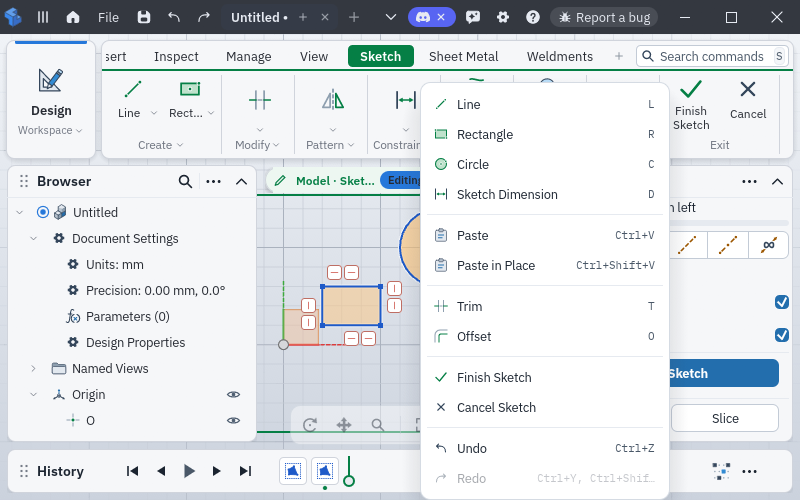 File
Untitled •
Report a bug
Design
Workspace
sert
Inspect
Manage
View
Sketch
Sheet Metal
Weldments
Search commands
S
Line
Rect...
Create
Modify
Pattern
Finish
Sketch
Cancel
Exit
Browser
Untitled
Document Settings
Units: mm
Precision: 0.00 mm, 0.0°
Parameters (0)
Design Properties
Named Views
Origin
O
Model · Sket...
Line
L
Rectangle
R
Circle
C
Sketch Dimension
D
Paste
Ctrl+V
Paste in Place
Ctrl+Shift+V
Trim
T
Offset
O
Finish Sketch
Cancel Sketch
Undo
Ctrl+Z
Redo
Ctrl+Y, Ctrl+Shif…
left
Sketch
Slice
History